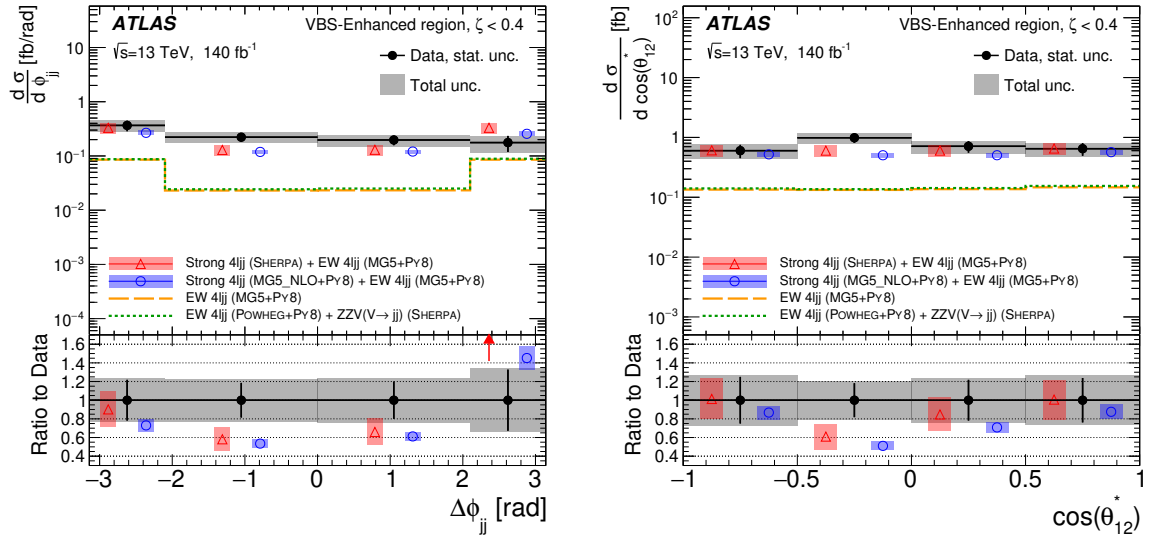 ATLAS VBS-Enhanced region, ζ < 0.4
√s=13 TeV, 140 fb⁻¹
Data, stat. unc.
Total unc.
d σ / d ϕjj [fb/rad]
10
1
10⁻¹
10⁻²
10⁻³
10⁻⁴
Strong 4ljj (SHERPA) + EW 4ljj (MG5+PY8)
Strong 4ljj (MG5_NLO+PY8) + EW 4ljj (MG5+PY8)
EW 4ljj (MG5+PY8)
EW 4ljj (POWHEG+PY8) + ZZV(V→ jj) (SHERPA)
Ratio to Data
1.6
1.4
1.2
1
0.8
0.6
0.4
−3 −2 −1 0 1 2 3
Δϕjj [rad]
ATLAS VBS-Enhanced region, ζ < 0.4
√s=13 TeV, 140 fb⁻¹
Data, stat. unc.
Total unc.
d σ / d cos(θ*12) [fb]
10²
10
1
10⁻¹
10⁻²
10⁻³
Strong 4ljj (SHERPA) + EW 4ljj (MG5+PY8)
Strong 4ljj (MG5_NLO+PY8) + EW 4ljj (MG5+PY8)
EW 4ljj (MG5+PY8)
EW 4ljj (POWHEG+PY8) + ZZV(V→ jj) (SHERPA)
Ratio to Data
1.6
1.4
1.2
1
0.8
0.6
0.4
−1 −0.5 0 0.5 1
cos(θ*12)